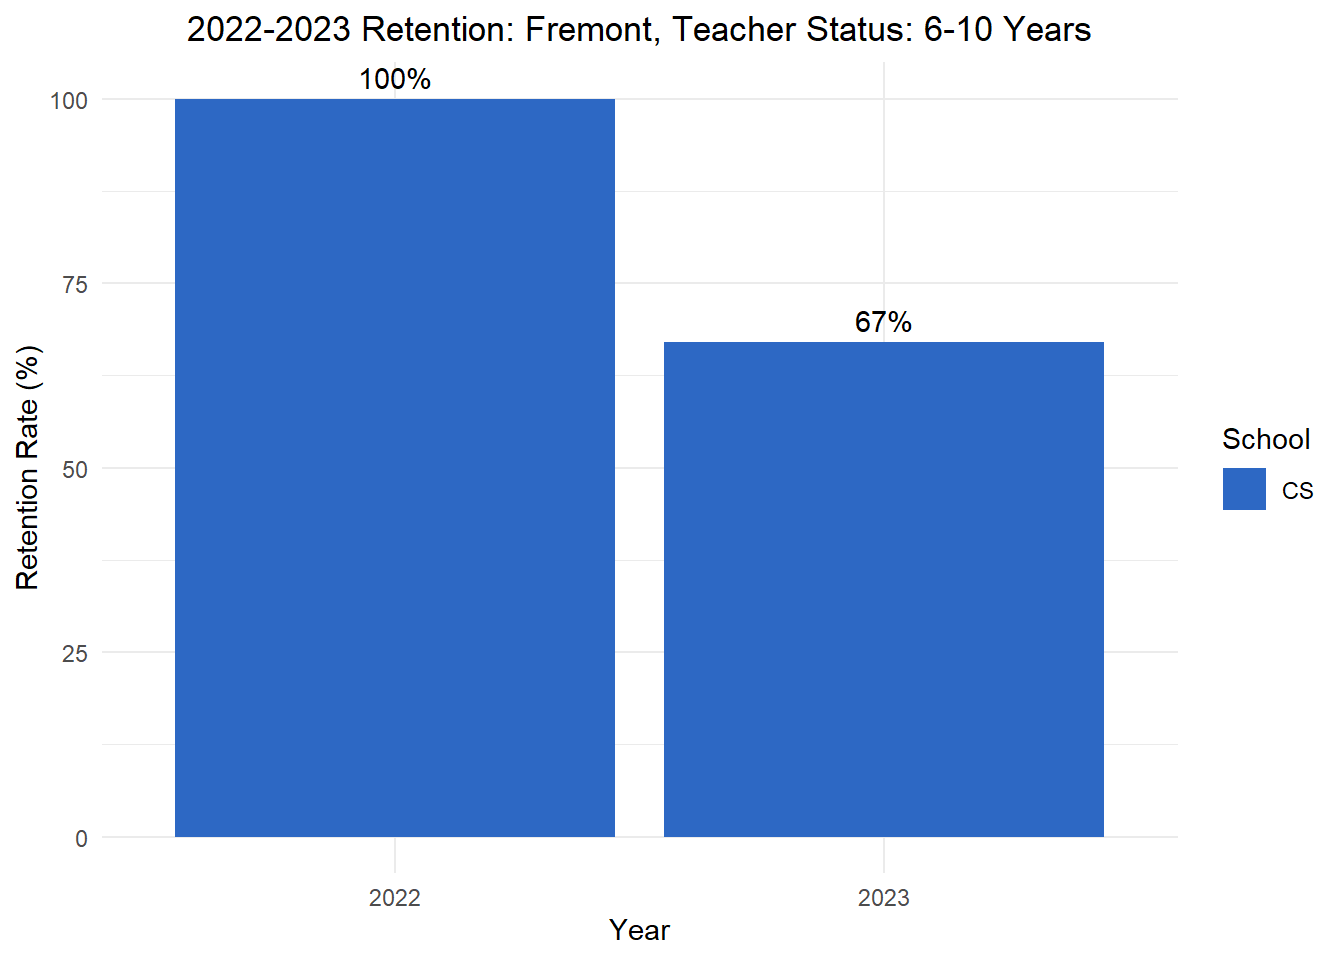 2022-2023 Retention: Fremont, Teacher Status: 6-10 Years
100%
100
75
67%
50
25
0
Retention Rate (%)
2022
2023
Year
School
CS